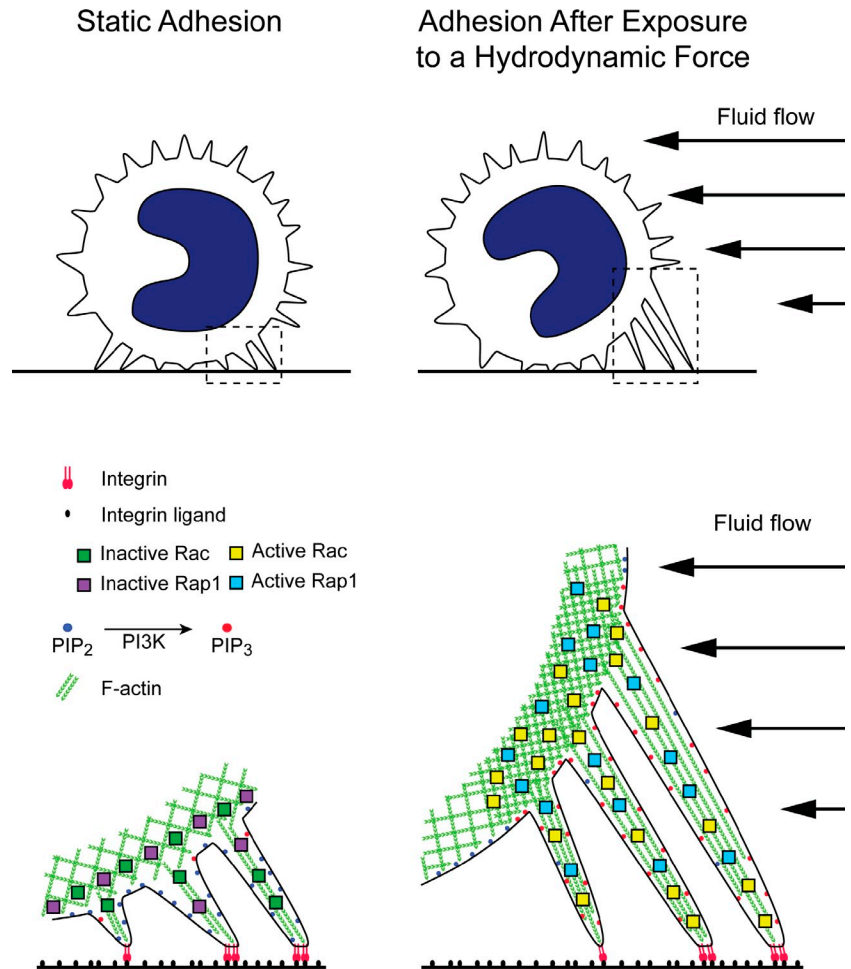 Static Adhesion
Adhesion After Exposure
to a Hydrodynamic Force
Fluid flow
Integrin
Integrin ligand
Inactive Rac
Active Rac
Inactive Rap1
Active Rap1
PIP2
PI3K
PIP3
F-actin
Fluid flow